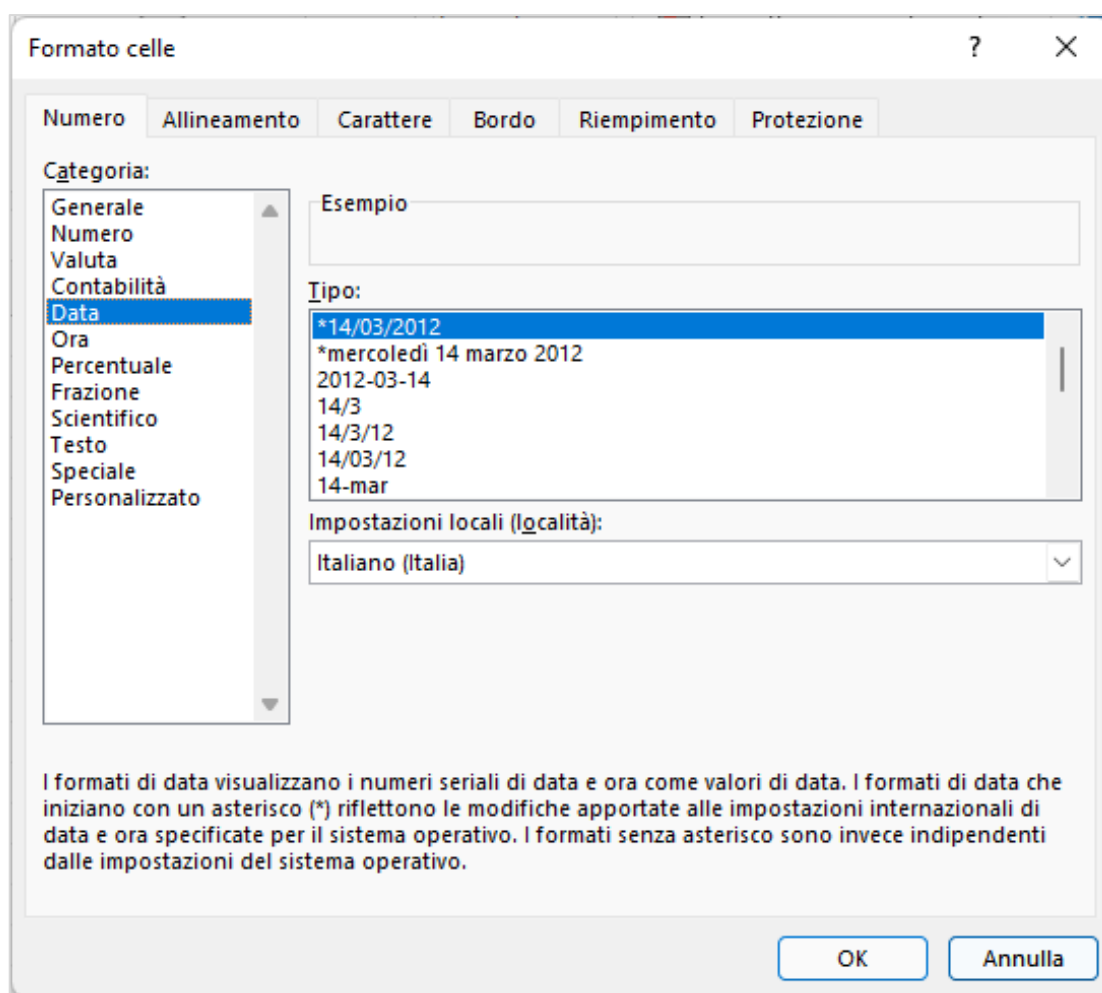 Formato celle
?
Numero
Allineamento
Carattere
Bordo
Riempimento
Protezione
Categoria:
Generale
Numero
Valuta
Contabilità
Data
Ora
Percentuale
Frazione
Scientifico
Testo
Speciale
Personalizzato
Esempio
Tipo:
*14/03/2012
*mercoledì 14 marzo 2012
2012-03-14
14/3
14/3/12
14/03/12
14-mar
Impostazioni locali (località):
Italiano (Italia)
I formati di data visualizzano i numeri seriali di data e ora come valori di data. I formati di data che
iniziano con un asterisco (*) riflettono le modifiche apportate alle impostazioni internazionali di
data e ora specificate per il sistema operativo. I formati senza asterisco sono invece indipendenti
dalle impostazioni del sistema operativo.
OK
Annulla